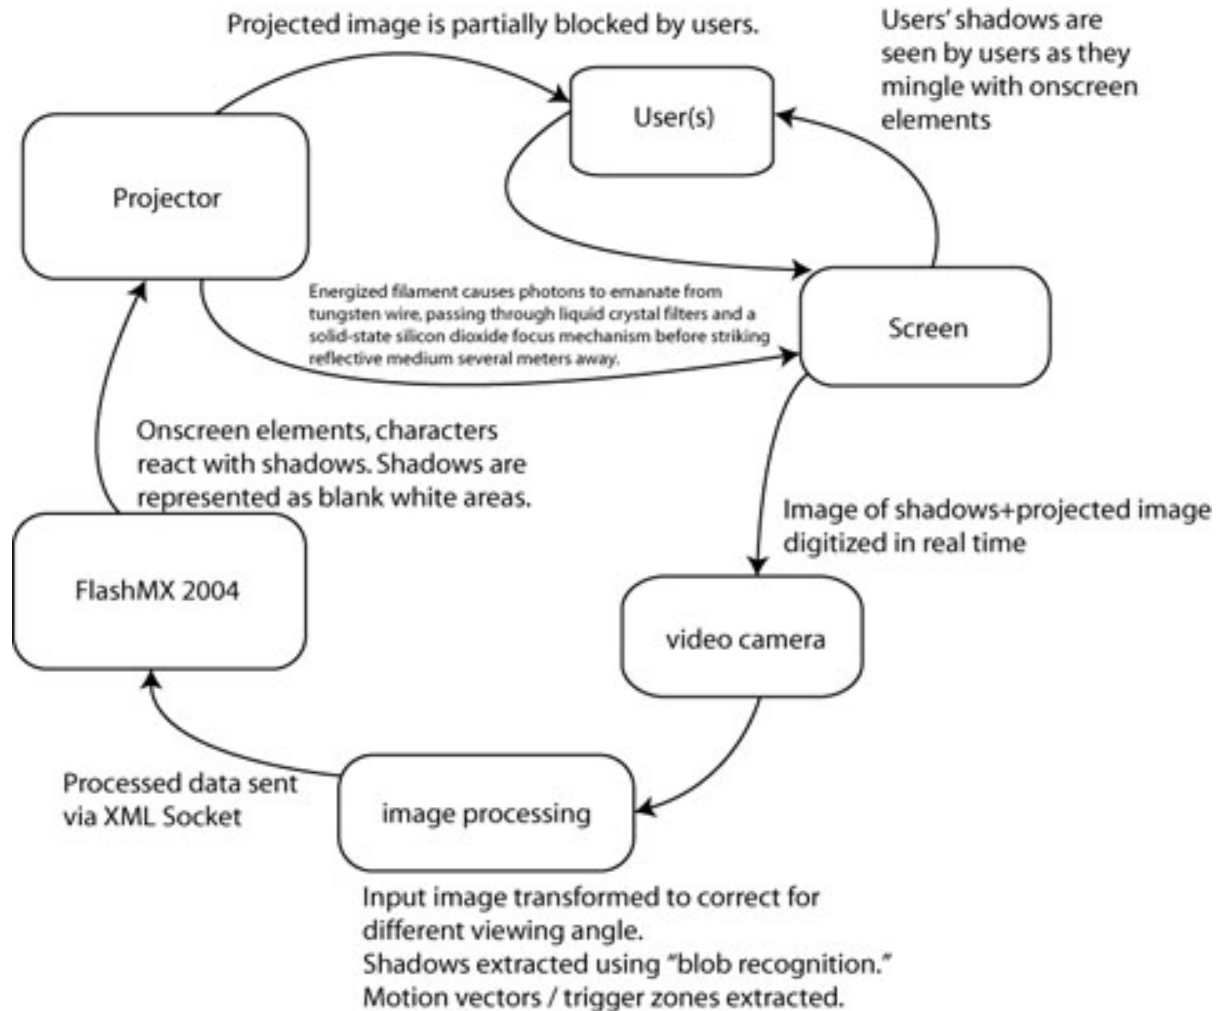 Projected image is partially blocked by users.
Users' shadows are
seen by users as they
mingle with onscreen
elements
User(s)
Projector
Energized filament causes photons to emanate from
tungsten wire, passing through liquid crystal filters and a
solid-state silicon dioxide focus mechanism before striking
reflective medium several meters away.
Screen
Onscreen elements, characters
react with shadows. Shadows are
represented as blank white areas.
Image of shadows+projected image
digitized in real time
FlashMX 2004
video camera
Processed data sent
via XML Socket
image processing
Input image transformed to correct for
different viewing angle.
Shadows extracted using “blob recognition.”
Motion vectors / trigger zones extracted.